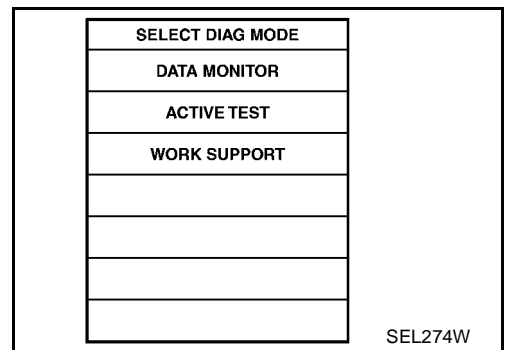 SELECT DIAG MODE
DATA MONITOR
ACTIVE TEST
WORK SUPPORT
SEL274W